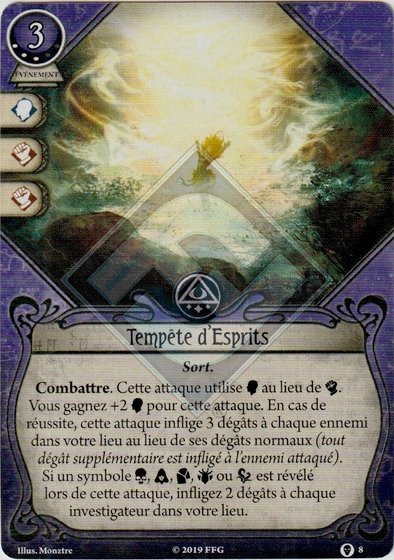 3
ÉVÉNEMENT
Tempête d'Esprits
Sort.
Combattre. Cette attaque utilise au lieu de .
Vous gagnez +2 pour cette attaque. En cas de
réussite, cette attaque inflige 3 dégâts à chaque ennemi
dans votre lieu au lieu de ses dégâts normaux (tout
dégât supplémentaire est infligé à l'ennemi attaqué).
Si un symbole , , , ou est révélé
lors de cette attaque, infligez 2 dégâts à chaque
investigateur dans votre lieu.
Illus. Monztre © 2019 FFG 8